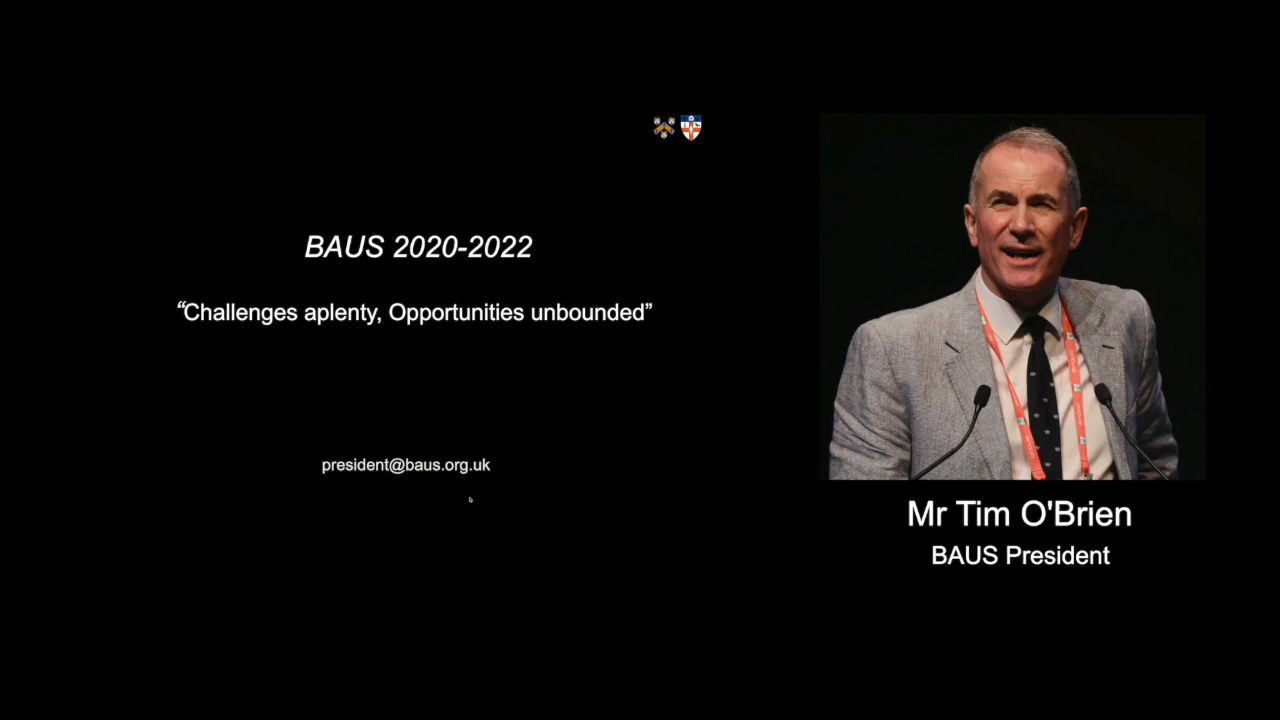 BAUS 2020-2022
“Challenges aplenty, Opportunities unbounded”
president@baus.org.uk
Mr Tim O'Brien
BAUS President